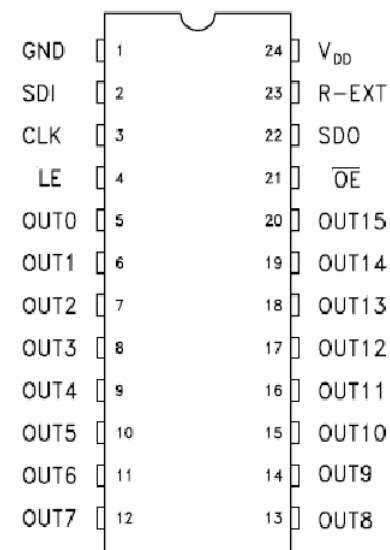 GND 1 24 V_DD
SDI 2 23 R-EXT
CLK 3 22 SDO
LE 4 21 O̅E̅
OUT0 5 20 OUT15
OUT1 6 19 OUT14
OUT2 7 18 OUT13
OUT3 8 17 OUT12
OUT4 9 16 OUT11
OUT5 10 15 OUT10
OUT6 11 14 OUT9
OUT7 12 13 OUT8